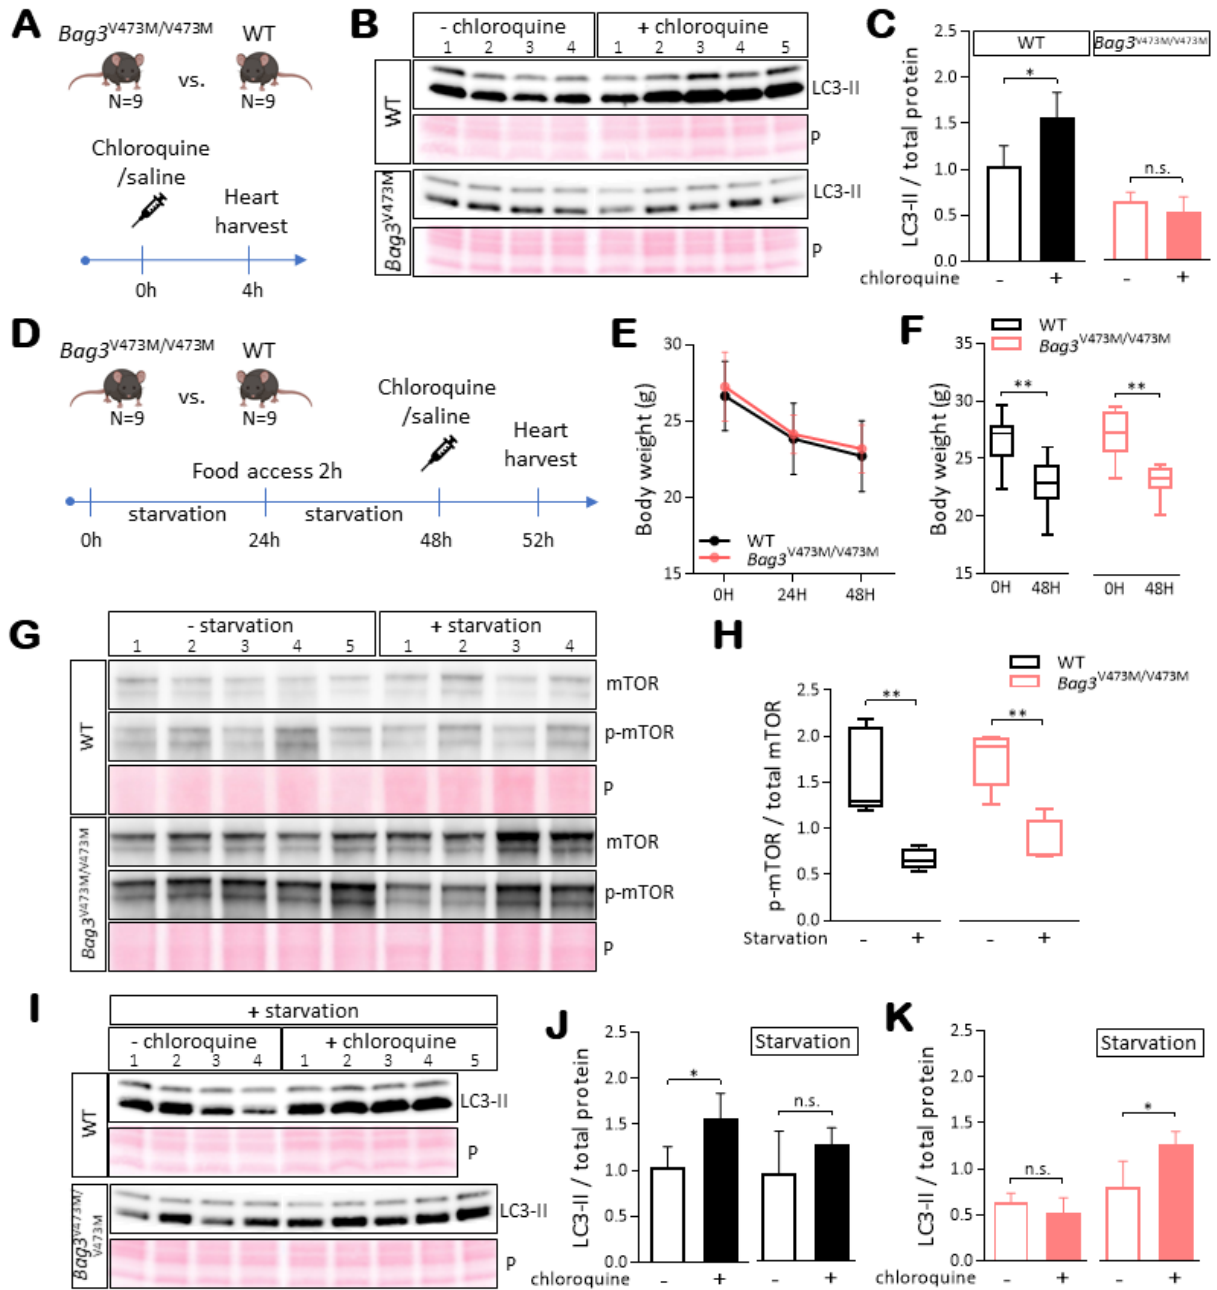 A
Bag3V473M/V473M WT
vs.
N=9 N=9
Chloroquine
/saline
Heart
harvest
0h 4h
B
- chloroquine + chloroquine
1 2 3 4 1 2 3 4 5
WT
LC3-II
P
Bag3V473M
LC3-II
P
C
WT Bag3V473M/V473M
LC3-II / total protein
2.5
2.0
1.5
1.0
0.5
0.0
* n.s.
chloroquine - + - +
D
Bag3V473M/V473M WT
vs.
N=9 N=9
Chloroquine
/saline
Heart
harvest
Food access 2h
starvation starvation
0h 24h 48h 52h
E
Body weight (g)
30
25
20
15
WT
Bag3V473M/V473M
0H 24H 48H
F
WT
Bag3V473M/V473M
Body weight (g)
35
30
25
20
15
** **
0H 48H 0H 48H
G
- starvation + starvation
1 2 3 4 5 1 2 3 4
WT
mTOR
p-mTOR
P
Bag3V473M/V473M
mTOR
p-mTOR
P
H
WT
Bag3V473M/V473M
p-mTOR / total mTOR
2.5
2.0
1.5
1.0
0.5
0.0
** **
Starvation - + - +
I
+ starvation
- chloroquine + chloroquine
1 2 3 4 1 2 3 4 5
WT
LC3-II
P
Bag3V473M/
V473M
LC3-II
P
J
Starvation
LC3-II / total protein
2.5
2.0
1.5
1.0
0.5
0.0
* n.s.
chloroquine - + - +
K
Starvation
LC3-II / total protein
2.5
2.0
1.5
1.0
0.5
0.0
n.s. *
chloroquine - + - +